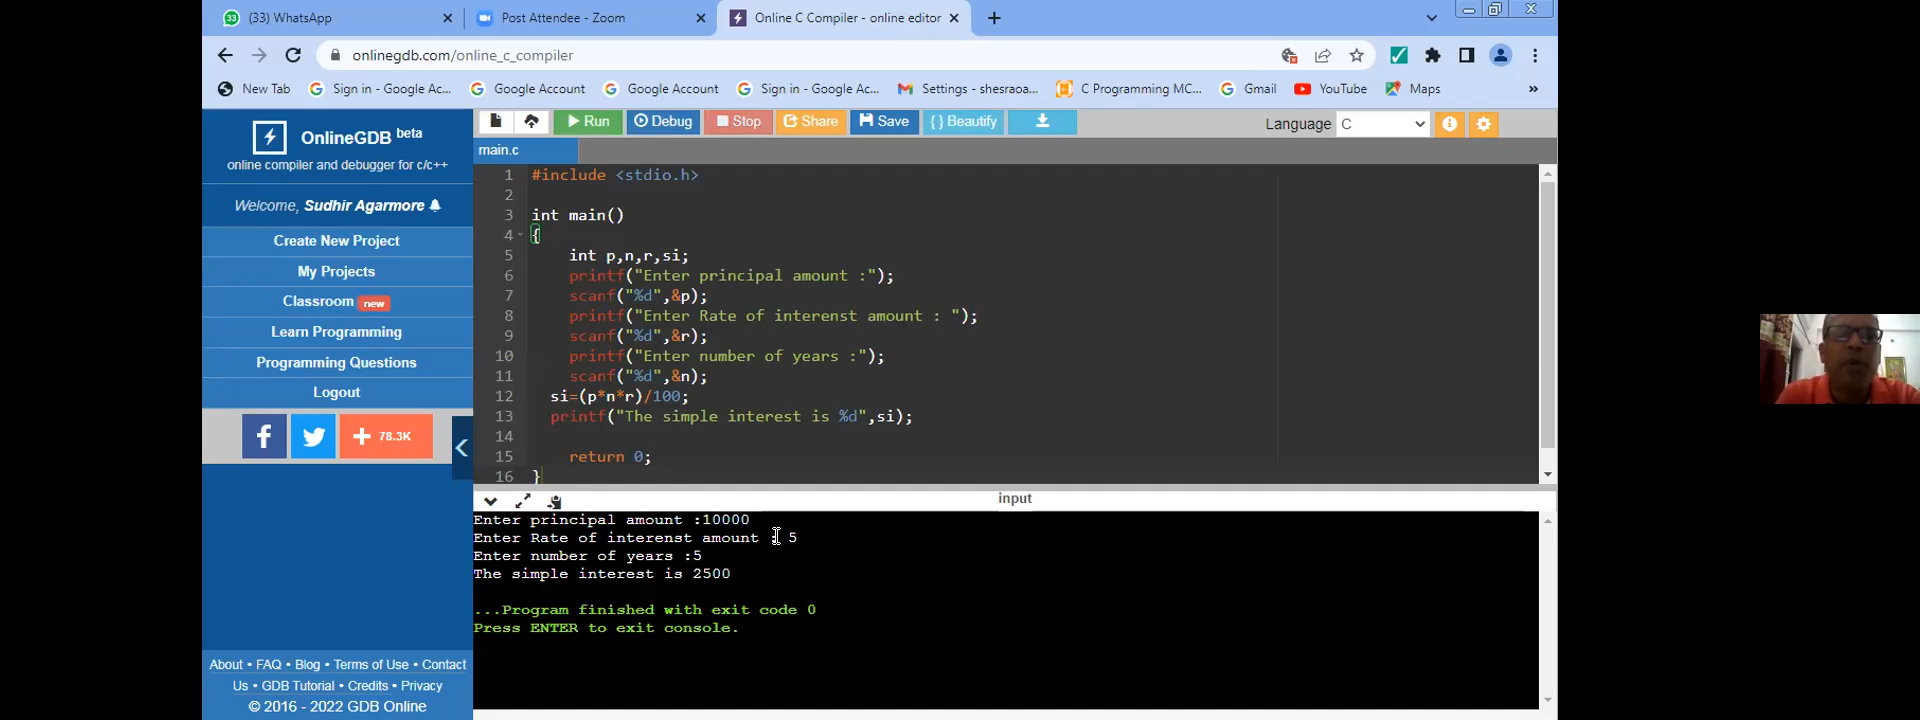 33
(33) WhatsApp
Post Attendee - Zoom
Online C Compiler - online editor
onlinegdb.com/online_c_compiler
New Tab
Sign in - Google Ac...
Google Account
Google Account
Sign in - Google Ac...
Settings - shesraoa...
C Programming MC...
Gmail
YouTube
Maps
»
OnlineGDB beta
online compiler and debugger for c/c++
Welcome, Sudhir Agarmore
Create New Project
My Projects
Classroom new
Learn Programming
Programming Questions
Logout
78.3K
About • FAQ • Blog • Terms of Use • Contact
Us • GDB Tutorial • Credits • Privacy
© 2016 - 2022 GDB Online
Run
Debug
Stop
Share
Save
{ } Beautify
Language C
main.c
1 #include <stdio.h>
2
3 int main()
4 {
5 int p,n,r,si;
6 printf("Enter principal amount :");
7 scanf("%d",&p);
8 printf("Enter Rate of interenst amount : ");
9 scanf("%d",&r);
10 printf("Enter number of years :");
11 scanf("%d",&n);
12 si=(p*n*r)/100;
13 printf("The simple interest is %d",si);
14
15 return 0;
16 }
input
Enter principal amount :10000
Enter Rate of interenst amount : 5
Enter number of years :5
The simple interest is 2500
...Program finished with exit code 0
Press ENTER to exit console.